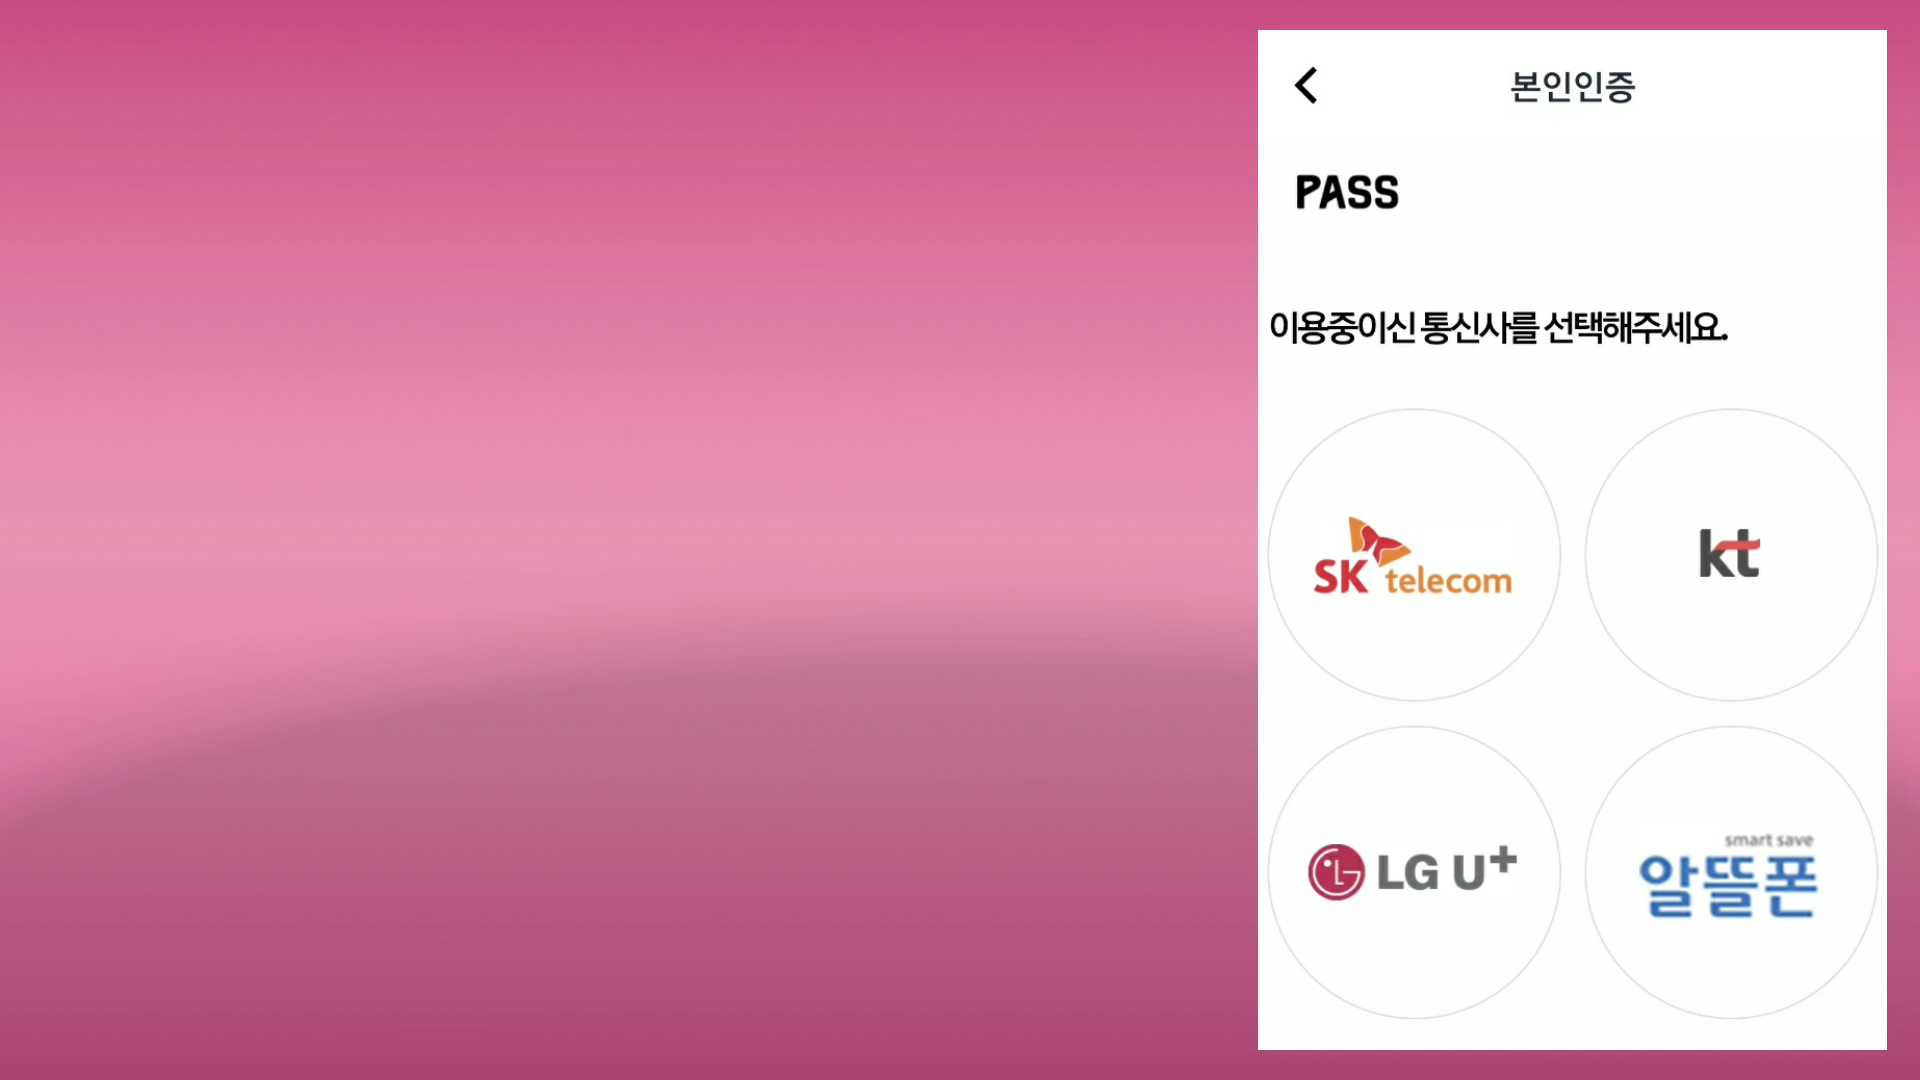 본인인증
PASS
이용중이신 통신사를 선택해주세요.
SK telecom
kt
LG U+
smart save
알뜰폰